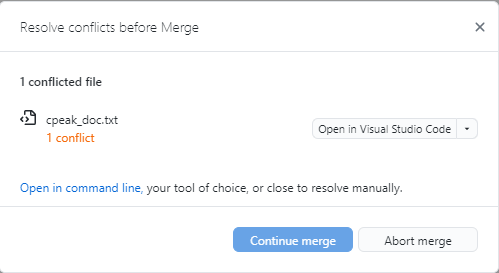 Resolve conflicts before Merge
1 conflicted file
cpeak_doc.txt
1 conflict
Open in Visual Studio Code
Open in command line, your tool of choice, or close to resolve manually.
Continue merge
Abort merge